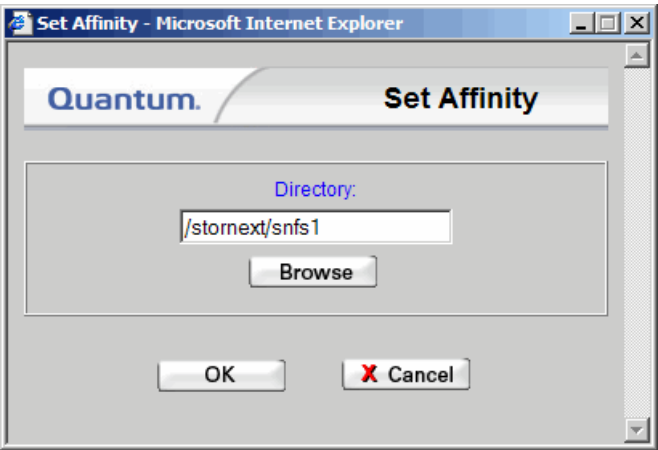 Set Affinity - Microsoft Internet Explorer
Quantum.
Set Affinity
Directory:
/stornext/snfs1
Browse
OK
X Cancel